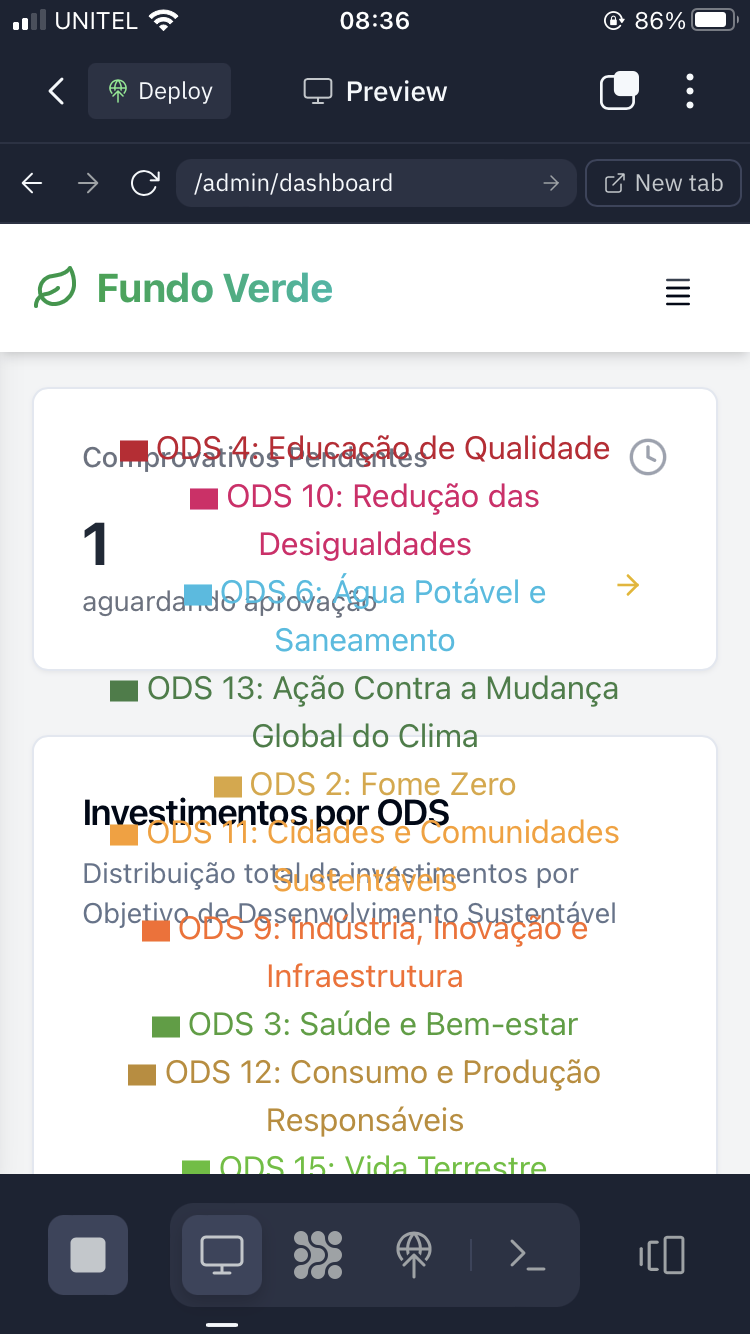 UNITEL
08:36
86%
Deploy
Preview
/admin/dashboard
New tab
Fundo Verde
Comprovativos Pendentes
ODS 4: Educação de Qualidade
ODS 10: Redução das
Desigualdades
1
aguardando aprovação
ODS 6: Água Potável e
Saneamento
ODS 13: Ação Contra a Mudança
Global do Clima
ODS 2: Fome Zero
Investimentos por ODS
ODS 11: Cidades e Comunidades
Sustentáveis
Distribuição total de investimentos por
Objetivo de Desenvolvimento Sustentável
ODS 9: Indústria, Inovação e
Infraestrutura
ODS 3: Saúde e Bem-estar
ODS 12: Consumo e Produção
Responsáveis
ODS 15: Vida Terrestre